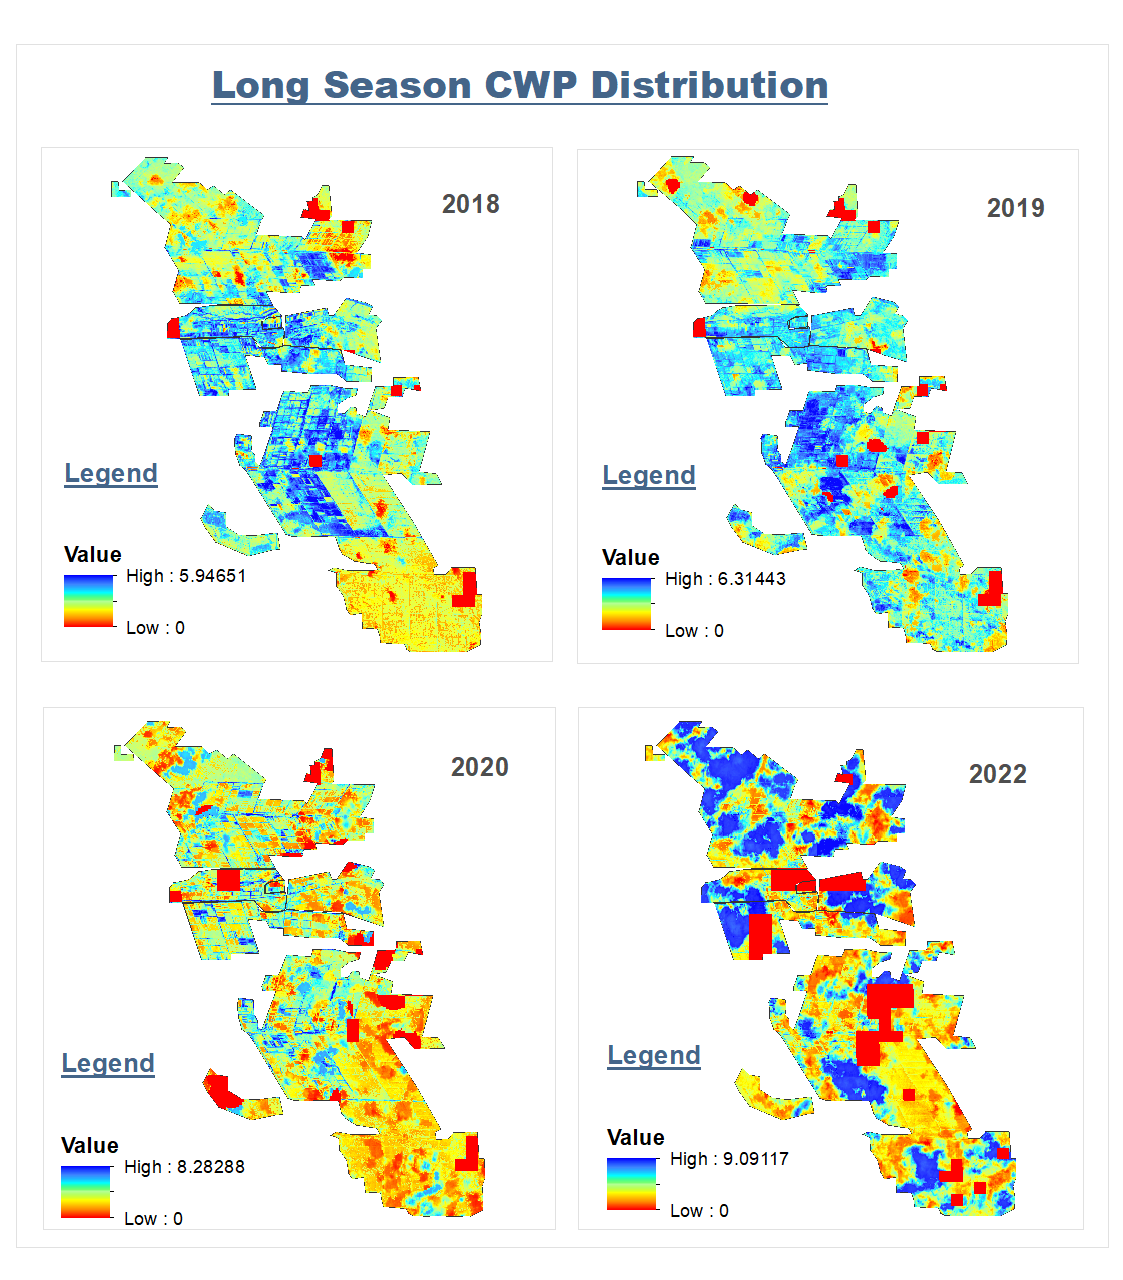 Long Season CWP Distribution
2018
2019
Legend
Legend
Value
High : 5.94651
Low : 0
Value
High : 6.31443
Low : 0
2020
2022
Legend
Legend
Value
High : 8.28288
Low : 0
Value
High : 9.09117
Low : 0